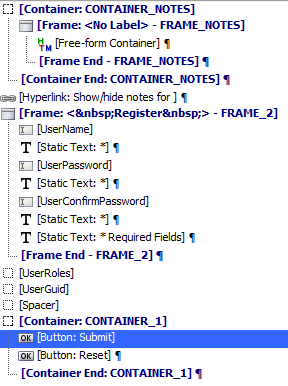 [Container: CONTAINER_NOTES]
[Frame: <No Label> - FRAME_NOTES]
HTM [Free-form Container] ¶
[Frame End - FRAME_NOTES] ¶
[Container End: CONTAINER_NOTES] ¶
[Hyperlink: Show/hide notes for ] ¶
[Frame: <&nbsp;Register&nbsp;> - FRAME_2]
[UserName]
T [Static Text: *] ¶
[UserPassword]
T [Static Text: *] ¶
[UserConfirmPassword]
T [Static Text: *] ¶
T [Static Text: * Required Fields] ¶
[Frame End - FRAME_2] ¶
[UserRoles]
[UserGuid]
[Spacer]
[Container: CONTAINER_1]
OK [Button: Submit]
OK [Button: Reset] ¶
[Container End: CONTAINER_1] ¶